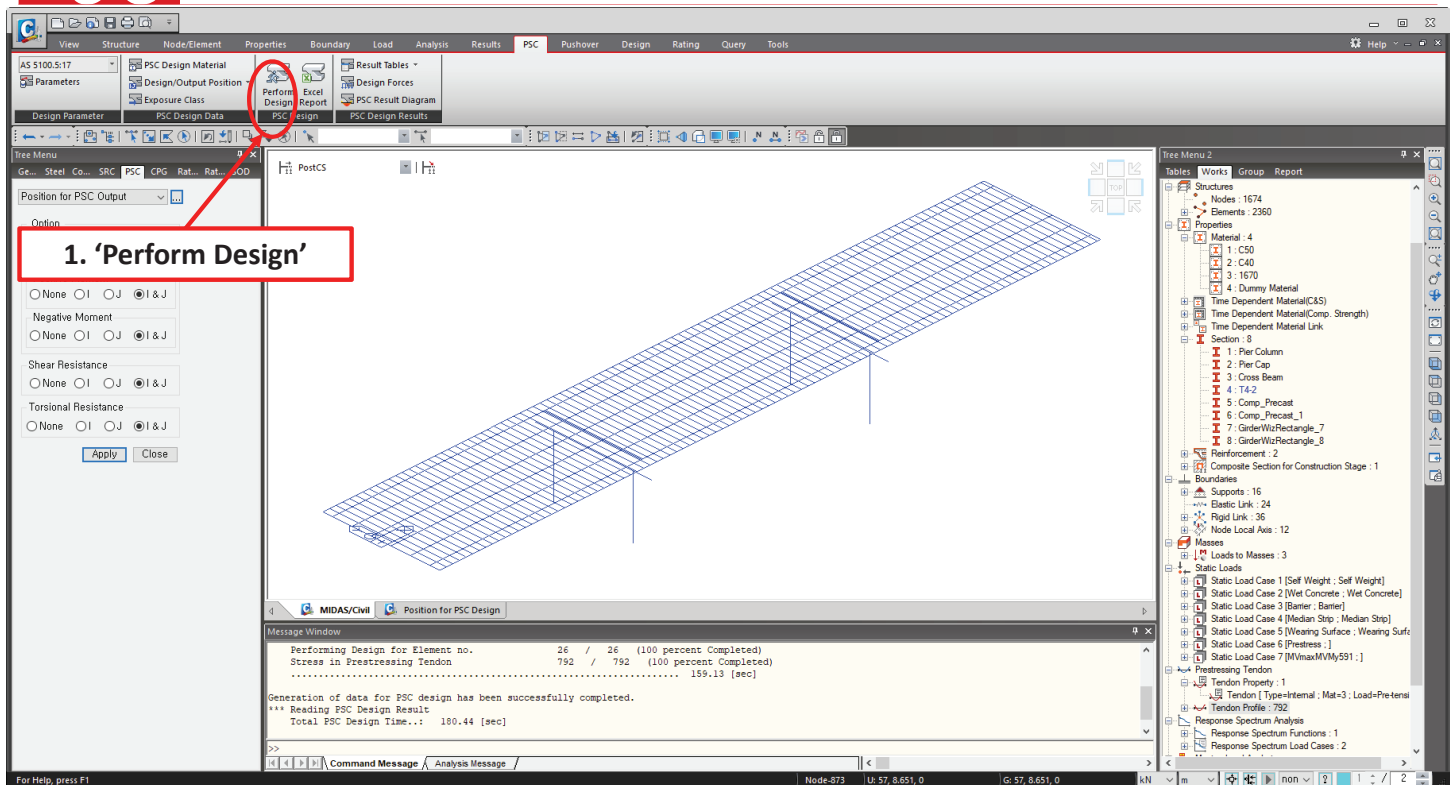 View Structure Node/Element Properties Boundary Load Analysis Results PSC Pushover Design Rating Query Tools Help
AS 5100.5:17
Parameters
Design Parameter
PSC Design Material
Design/Output Position
Exposure Class
PSC Design Data
Perform Design
Excel Report
PSC Design
Result Tables
Design Forces
PSC Result Diagram
PSC Design Results
Tree Menu
Ge... Steel Co... SRC PSC CPG Rat... Rat... SOD
Position for PSC Output
Option
1. ‘Perform Design’
None I J I & J
Negative Moment
None I J I & J
Shear Resistance
None I J I & J
Torsional Resistance
None I J I & J
Apply Close
PostCS
TOP
MIDAS/Civil Position for PSC Design
Message Window
Performing Design for Element no. 26 / 26 (100 percent Completed)
Stress in Prestressing Tendon 792 / 792 (100 percent Completed)
........................................................................ 159.13 [sec]
Generation of data for PSC design has been successfully completed.
*** Reading PSC Design Result
Total PSC Design Time..: 180.44 [sec]
>>
Command Message Analysis Message
Tree Menu 2
Tables Works Group Report
Structures
Nodes : 1674
Elements : 2360
Properties
Material : 4
1 : C50
2 : C40
3 : 1670
4 : Dummy Material
Time Dependent Material(C&S)
Time Dependent Material(Comp. Strength)
Time Dependent Material Link
Section : 8
1 : Pier Column
2 : Pier Cap
3 : Cross Beam
4 : T4-2
5 : Comp_Precast
6 : Comp_Precast_1
7 : GirderWizRectangle_7
8 : GirderWizRectangle_8
Reinforcement : 2
Composite Section for Construction Stage : 1
Boundaries
Supports : 16
Elastic Link : 24
Rigid Link : 36
Node Local Axis : 12
Masses
Loads to Masses : 3
Static Loads
Static Load Case 1 [Self Weight ; Self Weight]
Static Load Case 2 [Wet Concrete ; Wet Concrete]
Static Load Case 3 [Barrier ; Barrier]
Static Load Case 4 [Median Strip ; Median Strip]
Static Load Case 5 [Wearing Surface ; Wearing Surfa
Static Load Case 6 [Prestress ; ]
Static Load Case 7 [MVmaxMVMy591 ; ]
Prestressing Tendon
Tendon Property : 1
Tendon [ Type=Internal ; Mat=3 ; Load=Pre-tensi
Tendon Profile : 792
Response Spectrum Analysis
Response Spectrum Functions : 1
Response Spectrum Load Cases : 2
For Help, press F1
Node-873 U: 57, 8.651, 0 G: 57, 8.651, 0 kN m non ? 1 / 2